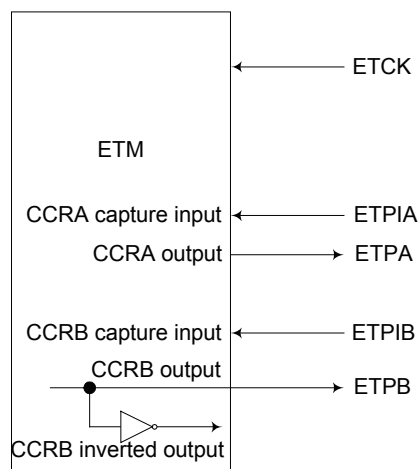 ETCK
ETM
CCRA capture input ETPIA
CCRA output ETPA
CCRB capture input ETPIB
CCRB output
ETPB
CCRB inverted output